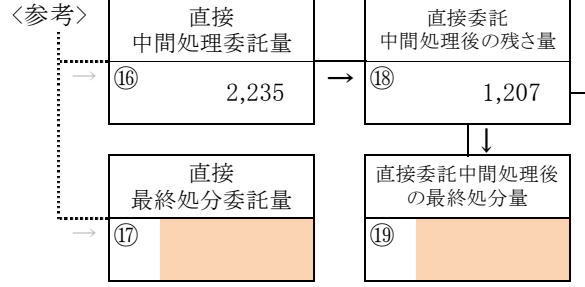 〈参考〉
直接
中間処理委託量
→ ⑯ 2,235
直接委託
中間処理後の残さ量
→ ⑱ 1,207
↓
直接
最終処分委託量
→ ⑰
直接委託中間処理後
の最終処分量
⑲